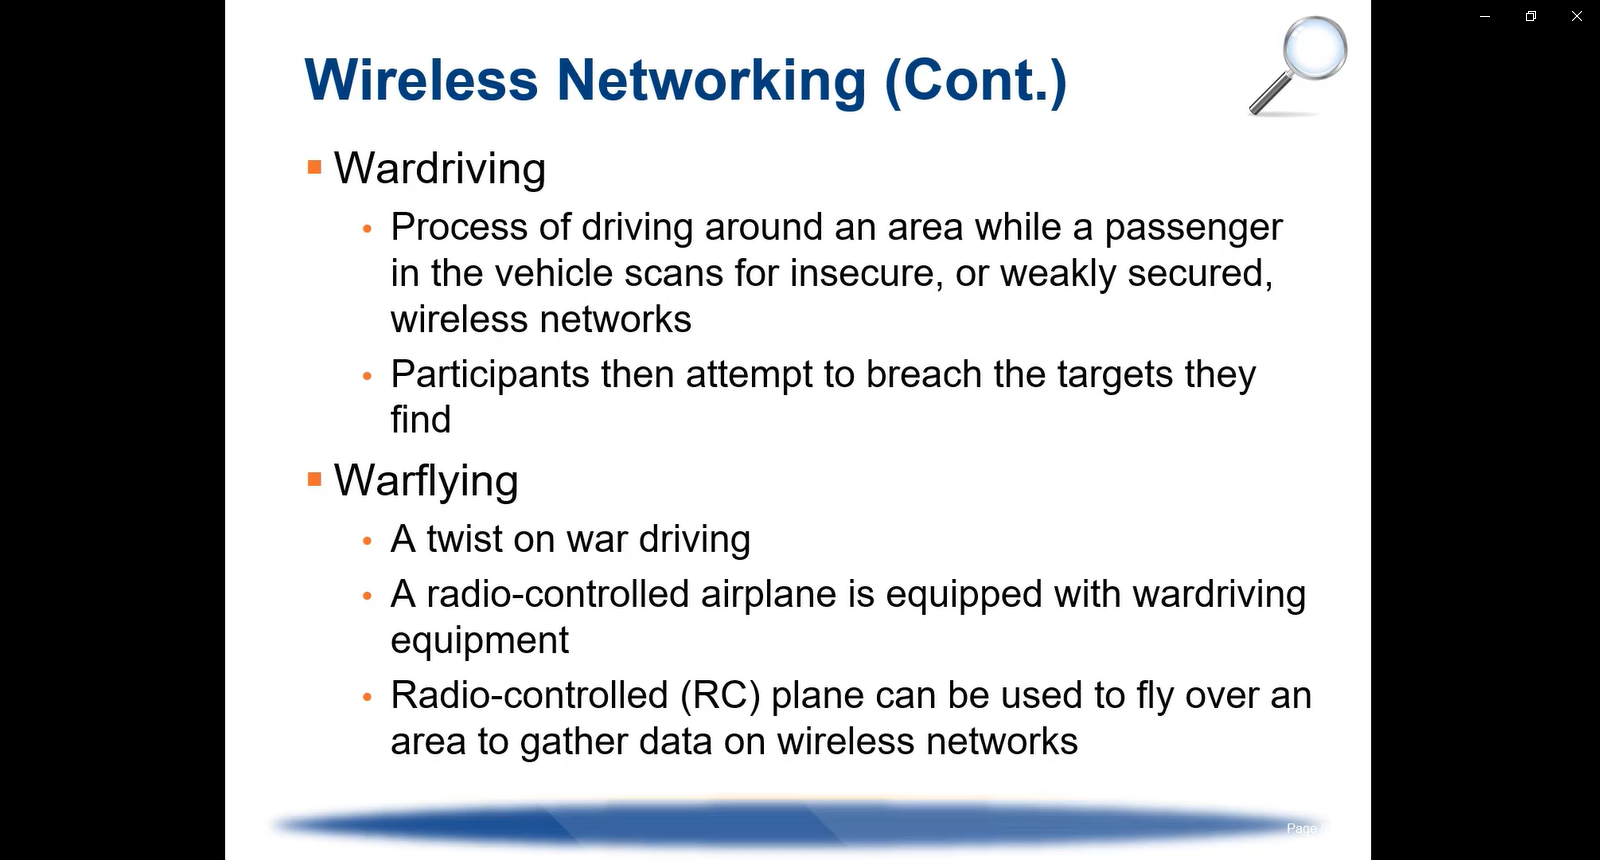 Wireless Networking (Cont.)
Wardriving
Process of driving around an area while a passenger
in the vehicle scans for insecure, or weakly secured,
wireless networks
Participants then attempt to breach the targets they
find
Warflying
A twist on war driving
A radio-controlled airplane is equipped with wardriving
equipment
Radio-controlled (RC) plane can be used to fly over an
area to gather data on wireless networks
Page